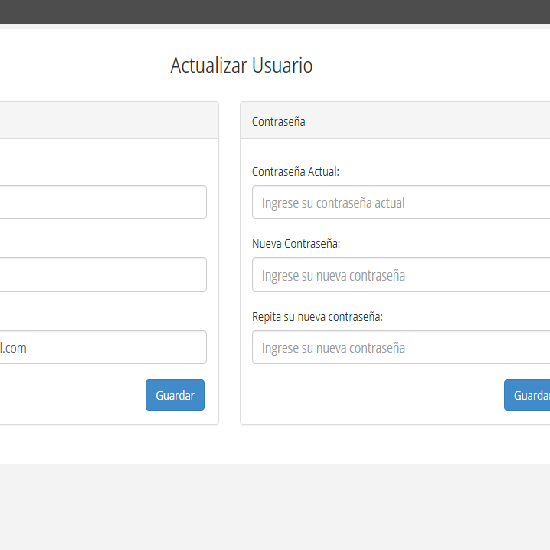 Actualizar Usuario
Contraseña
Contraseña Actual:
Ingrese su contraseña actual
Nueva Contraseña:
Ingrese su nueva contraseña
l.com
Repita su nueva contraseña:
Ingrese su nueva contraseña
Guardar
Guardar